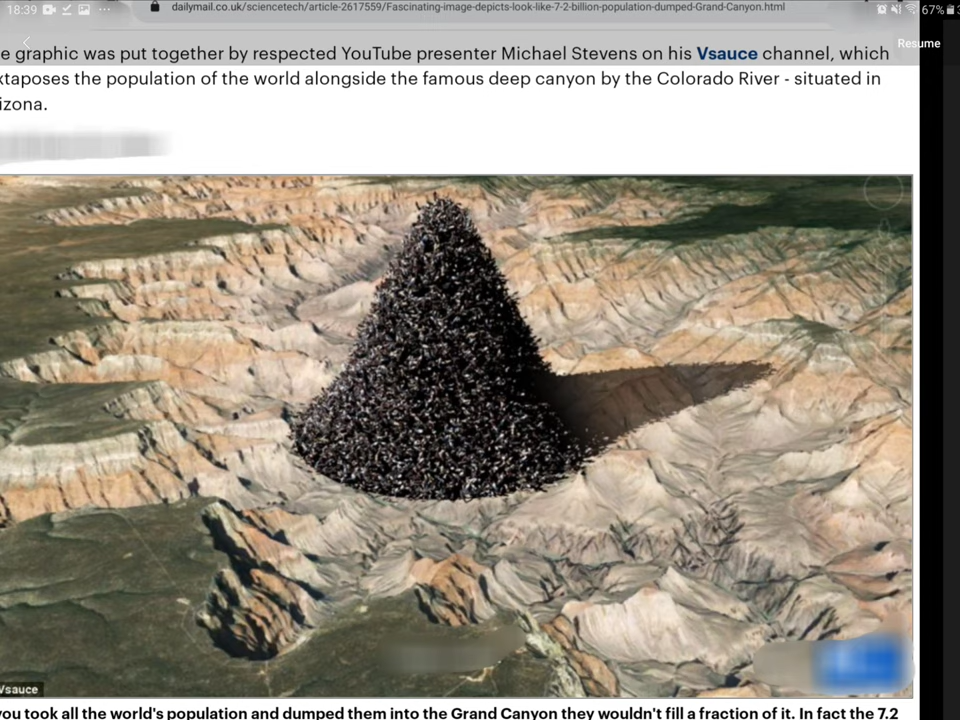 18:39
dailymail.co.uk/sciencetech/article-2617559/Fascinating-image-depicts-look-like-7-2-billion-population-dumped-Grand-Canyon.html
67%
Resume
e graphic was put together by respected YouTube presenter Michael Stevens on his Vsauce channel, which
xtaposes the population of the world alongside the famous deep canyon by the Colorado River - situated in
izona.
Vsauce
you took all the world's population and dumped them into the Grand Canyon they wouldn't fill a fraction of it. In fact the 7.2